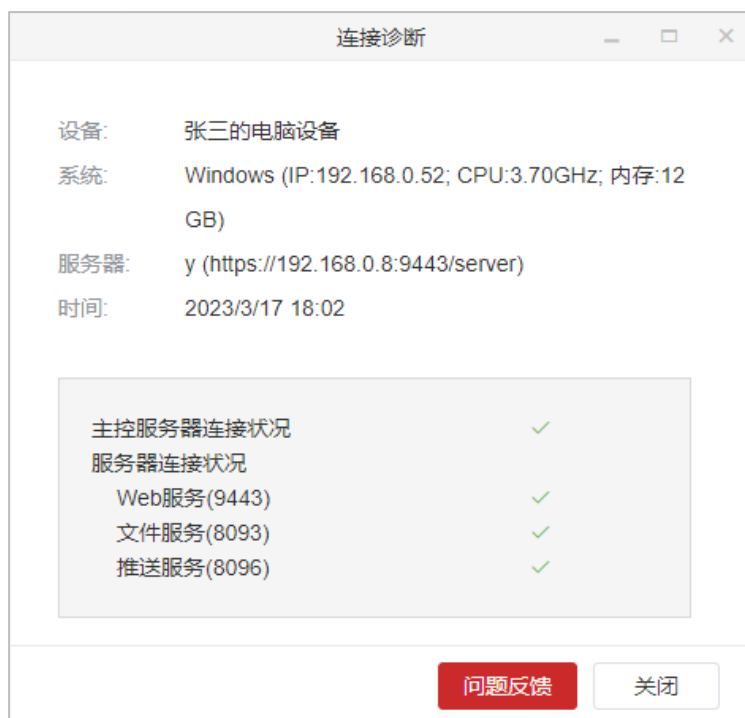 连接诊断
设备: 张三的电脑设备
系统: Windows (IP:192.168.0.52; CPU:3.70GHz; 内存:12
GB)
服务器: y (https://192.168.0.8:9443/server)
时间: 2023/3/17 18:02
主控服务器连接状况
服务器连接状况
Web服务(9443)
文件服务(8093)
推送服务(8096)
问题反馈 关闭